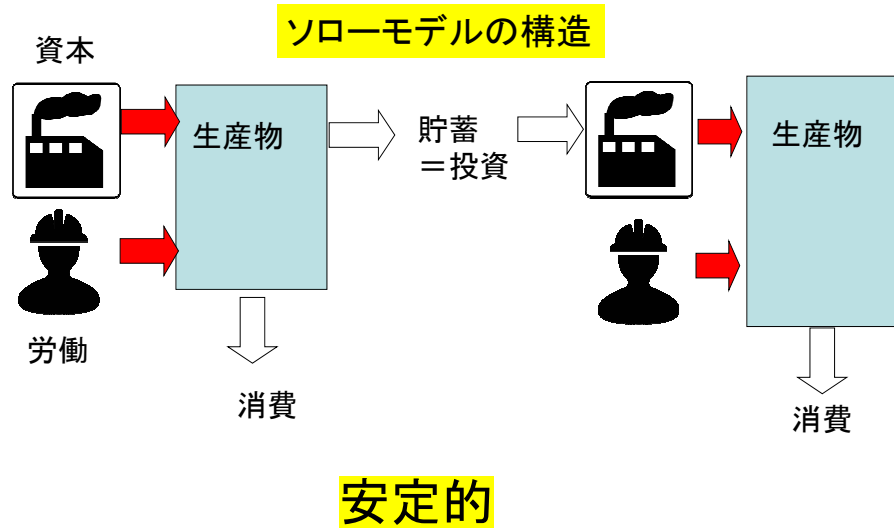 ソローモデルの構造
資本
生産物
貯蓄
＝投資
生産物
労働
消費
消費
安定的